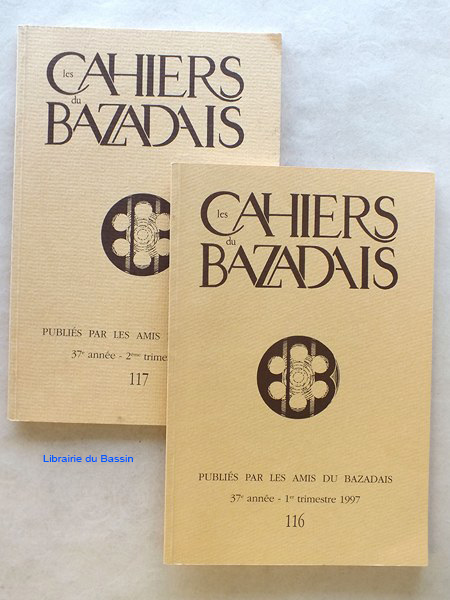 les CAHIERS
du BAZADAIS
PUBLIÉS PAR LES AMIS
37e année - 2ème
117
les CAHIERS
du BAZADAIS
PUBLIÉS PAR LES AMIS DU BAZADAIS
37e année - 1er trimestre 1997
116
Librairie du Bassin